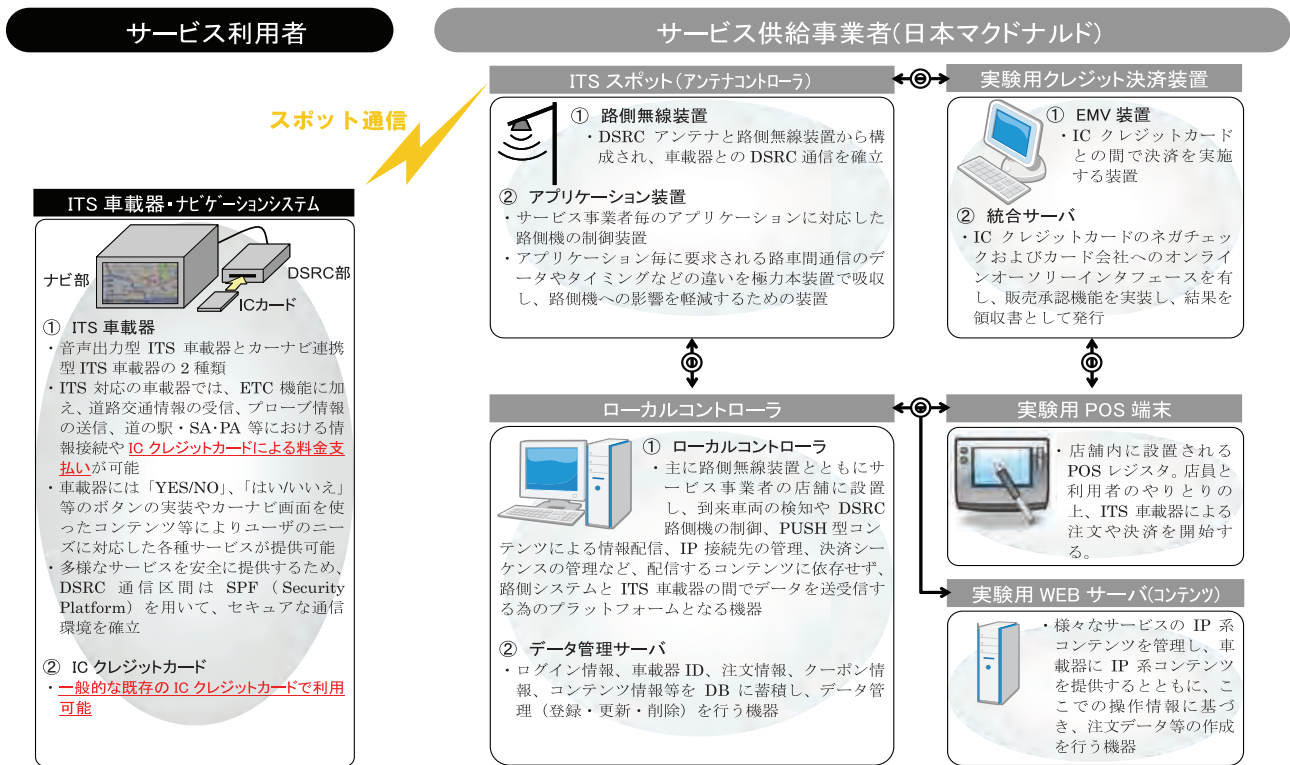 サービス利用者
サービス供給事業者(日本マクドナルド)
スポット通信
ITS 車載器・ナビゲーションシステム
ナビ部
DSRC部
ICカード
① ITS 車載器
・音声出力型 ITS 車載器とカーナビ連携
型 ITS 車載器の 2 種類
・ITS 対応の車載器では、ETC 機能に加
え、道路交通情報の受信、プローブ情報
の送信、道の駅・SA・PA 等における情
報接続や IC クレジットカードによる料金支
払いが可能
・車載器には「YES/NO」、「はい/いいえ」
等のボタンの実装やカーナビ画面を使
ったコンテンツ等によりユーザのニー
ズに対応した各種サービスが提供可能
・多様なサービスを安全に提供するため、
DSRC 通信区間は SPF (Security
Platform)を用いて、セキュアな通信
環境を確立
② IC クレジットカード
・一般的な既存の IC クレジットカードで利用
可能
ITS スポット(アンテナコントローラ)
① 路側無線装置
・DSRC アンテナと路側無線装置から構
成され、車載器との DSRC 通信を確立
② アプリケーション装置
・サービス事業者毎のアプリケーションに対応した
路側機の制御装置
・アプリケーション毎に要求される路車間通信のデ
ータやタイミングなどの違いを極力本装置で吸収
し、路側機への影響を軽減するための装置
実験用クレジット決済装置
① EMV 装置
・IC クレジットカード
との間で決済を実施
する装置
② 統合サーバ
・IC クレジットカードのネガチェッ
クおよびカード会社へのオンライ
ンオーソリーインタフェースを有
し、販売承認機能を実装し、結果を
領収書として発行
ローカルコントローラ
① ローカルコントローラ
・主に路側無線装置とともにサ
ービス事業者の店舗に設置
し、到来車両の検知や DSRC
路側機の制御、PUSH 型コン
テンツによる情報配信、IP 接続先の管理、決済シー
ケンスの管理など、配信するコンテンツに依存せず、
路側システムと ITS 車載器の間でデータを送受信す
る為のプラットフォームとなる機器
② データ管理サーバ
・ログイン情報、車載器 ID、注文情報、クーポン情
報、コンテンツ情報等を DB に蓄積し、データ管
理（登録・更新・削除）を行う機器
実験用 POS 端末
・店舗内に設置される
POS レジスタ。店員と
利用者のやりとりの
上、ITS 車載器による
注文や決済を開始す
る。
実験用 WEB サーバ(コンテンツ)
・様々なサービスの IP 系
コンテンツを管理し、車
載器に IP 系コンテンツ
を提供するとともに、こ
こでの操作情報に基づ
き、注文データ等の作成
を行う機器